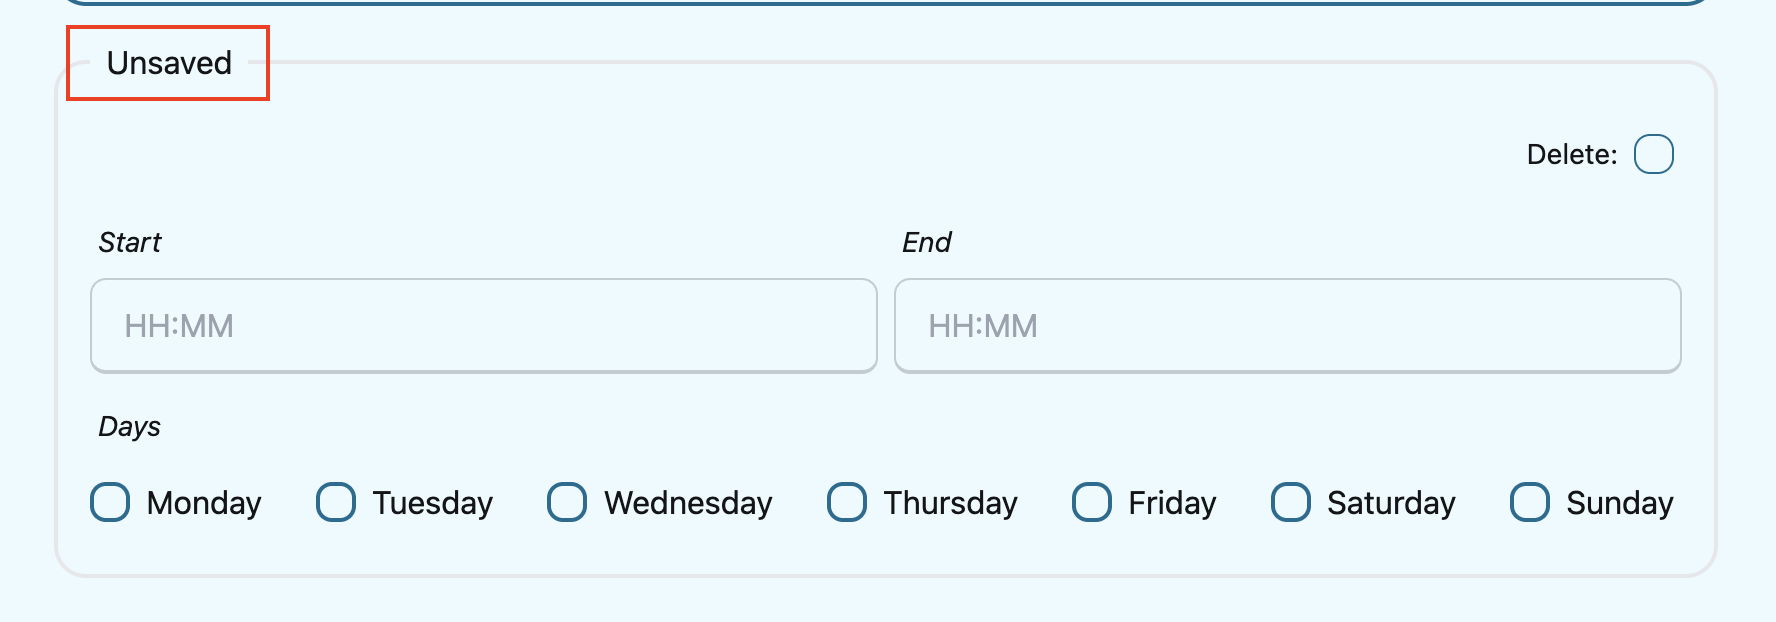 Unsaved
Delete:
Start End
HH:MM HH:MM
Days
Monday Tuesday Wednesday Thursday Friday Saturday Sunday